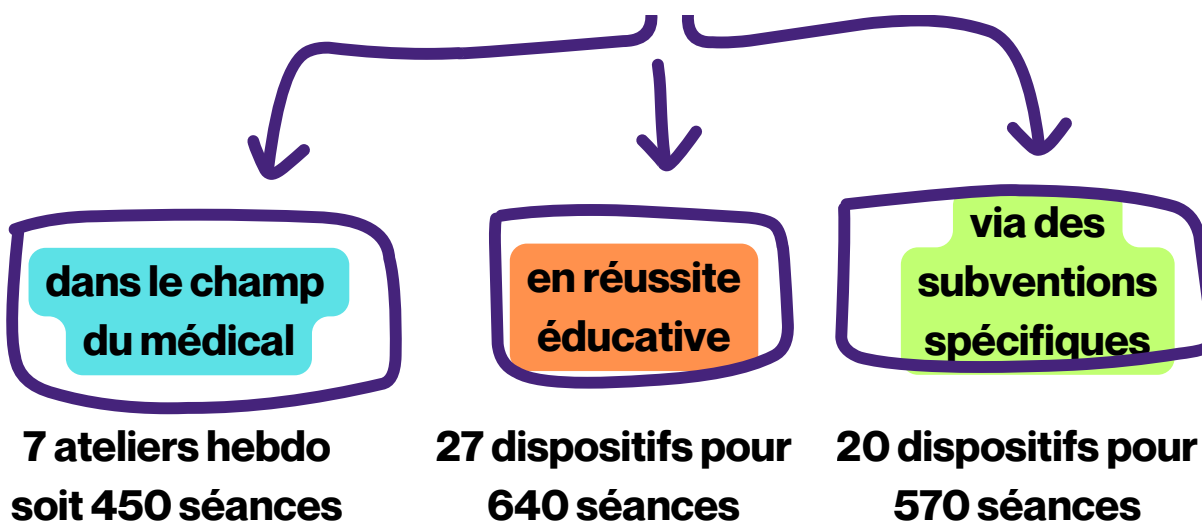 dans le champ
du médical
7 ateliers hebdo
soit 450 séances
en réussite
éducative
27 dispositifs pour
640 séances
via des
subventions
spécifiques
20 dispositifs pour
570 séances